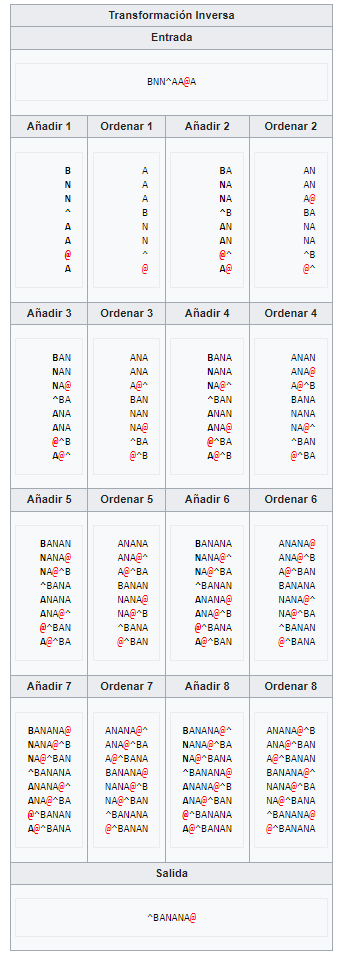 Transformación Inversa
Entrada
BNN^AA@A
Añadir 1 Ordenar 1 Añadir 2 Ordenar 2
B A BA AN
N A NA AN
N A NA A@
^ B ^B BA
A N AN NA
A N AN NA
@ ^ @^ ^B
A @ A@ @^
Añadir 3 Ordenar 3 Añadir 4 Ordenar 4
BAN ANA BANA ANAN
NAN ANA NANA ANA@
NA@ A@^ NA@^ A@^B
^BA BAN ^BAN BANA
ANA NAN ANAN NANA
ANA NA@ ANA@ NA@^
@^B ^BA @^BA ^BAN
A@^ @^B A@^B @^BA
Añadir 5 Ordenar 5 Añadir 6 Ordenar 6
BANAN ANANA BANANA ANANA@
NANA@ ANA@^ NANA@^ ANA@^B
NA@^B A@^BA NA@^BA A@^BAN
^BANA BANAN ^BANAN BANANA
ANANA NANA@ ANANA@ NANA@^
ANA@^ NA@^B ANA@^B NA@^BA
@^BAN ^BANA @^BANA ^BANAN
A@^BA @^BAN A@^BAN @^BANA
Añadir 7 Ordenar 7 Añadir 8 Ordenar 8
BANANA@ ANANA@^ BANANA@^ ANANA@^B
NANA@^B ANA@^BA NANA@^BA ANA@^BAN
NA@^BAN A@^BANA NA@^BANA A@^BANAN
^BANANA BANANA@ ^BANANA@ BANANA@^
ANANA@^ NANA@^B ANANA@^B NANA@^BA
ANA@^BA NA@^BAN ANA@^BAN NA@^BANA
@^BANAN ^BANANA @^BANANA ^BANANA@
A@^BANA @^BANAN A@^BANAN @^BANANA
Salida
^BANANA@